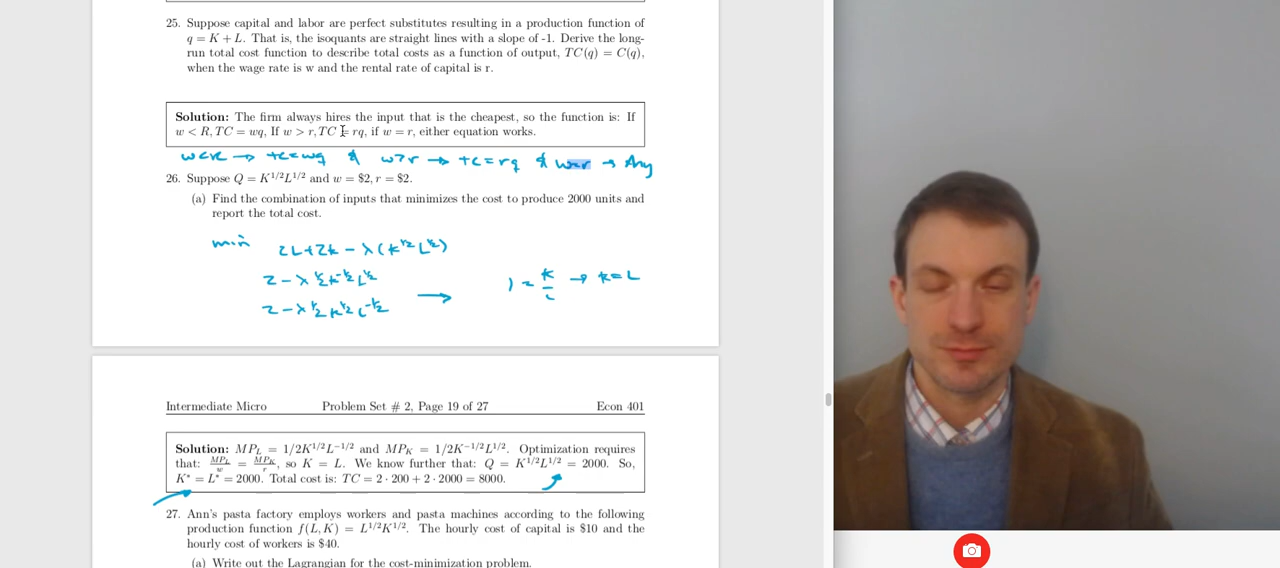 25. Suppose capital and labor are perfect substitutes resulting in a production function of
q = K + L. That is, the isoquants are straight lines with a slope of -1. Derive the long-
run total cost function to describe total costs as a function of output, TC(q) = C(q),
when the wage rate is w and the rental rate of capital is r.
Solution: The firm always hires the input that is the cheapest, so the function is: If
w < R, TC = wq, If w > r, TC = rq, if w = r, either equation works.
w<r → tc=wq & w>r → tc=rq & w=r → Any
26. Suppose Q = K^{1/2}L^{1/2} and w = $2, r = $2.
(a) Find the combination of inputs that minimizes the cost to produce 2000 units and
report the total cost.
min 2L+2k - λ(k^{1/2}L^{1/2})
2 - λ 1/2 k^{-1/2} L^{1/2}
1 = k/L → k=L
2 - λ 1/2 k^{1/2} L^{-1/2} →
Intermediate Micro Problem Set # 2, Page 19 of 27 Econ 401
Solution: MP_L = 1/2K^{1/2}L^{-1/2} and MP_K = 1/2K^{-1/2}L^{1/2}. Optimization requires
that: MP_L/w = MP_K/r, so K = L. We know further that: Q = K^{1/2}L^{1/2} = 2000. So,
K* = L* = 2000. Total cost is: TC = 2 · 200 + 2 · 2000 = 8000.
27. Ann's pasta factory employs workers and pasta machines according to the following
production function f(L, K) = L^{1/2}K^{1/2}. The hourly cost of capital is $10 and the
hourly cost of workers is $40.
(a) Write out the Lagrangian for the cost-minimization problem.